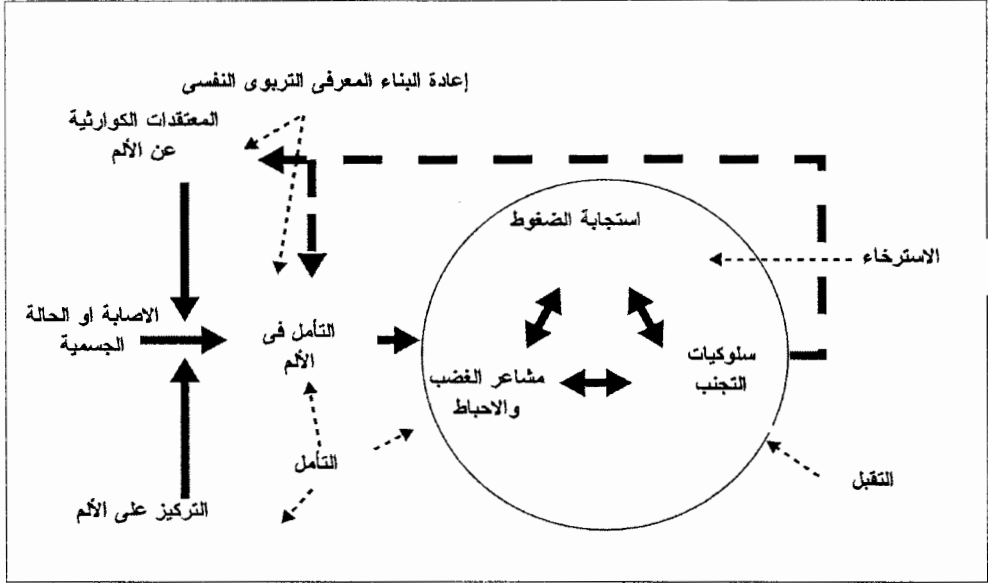 إعادة البناء المعرفى التربوى النفسى
المعتقدات الكوارثية
عن الألم
استجابة الضغوط
الاسترخاء
الاصابة او الحالة
الجسمية
التأمل فى
الألم
سلوكيات
التجنب
مشاعر الغضب
والاحباط
التأمل
التقبل
التركيز على الألم